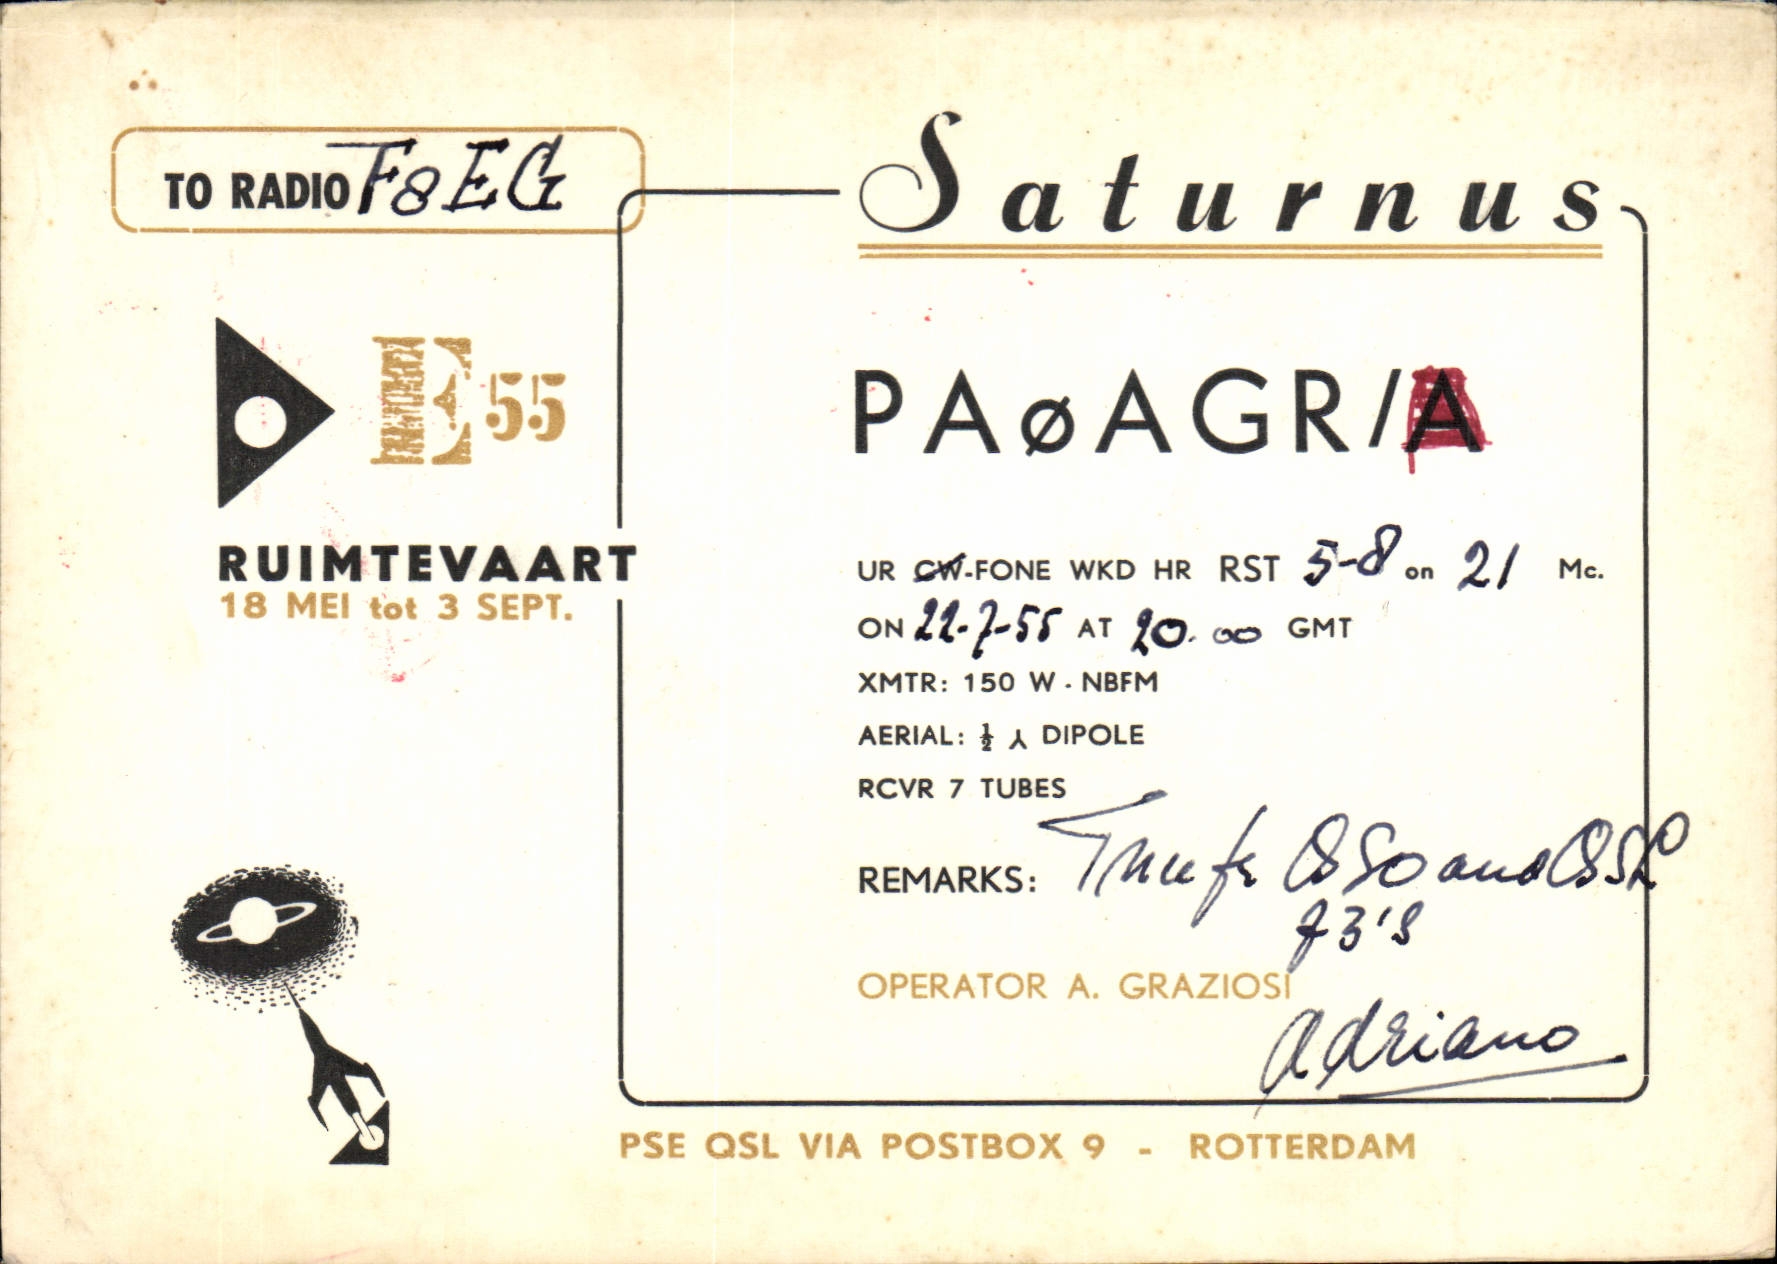 TO RADIO F8EG
Saturnus
E55
PAøAGR/A
RUIMTEVAART
18 MEI tot 3 SEPT.
UR CW-FONE WKD HR RST 5-8 on 21 Mc.
ON 22-7-55 AT 20.00 GMT
XMTR: 150 W - NBFM
AERIAL: ½ ⅄ DIPOLE
RCVR 7 TUBES
REMARKS: Tnx fr QSO and QSL
73's
OPERATOR A. GRAZIOSI
Adriano
PSE QSL VIA POSTBOX 9 - ROTTERDAM